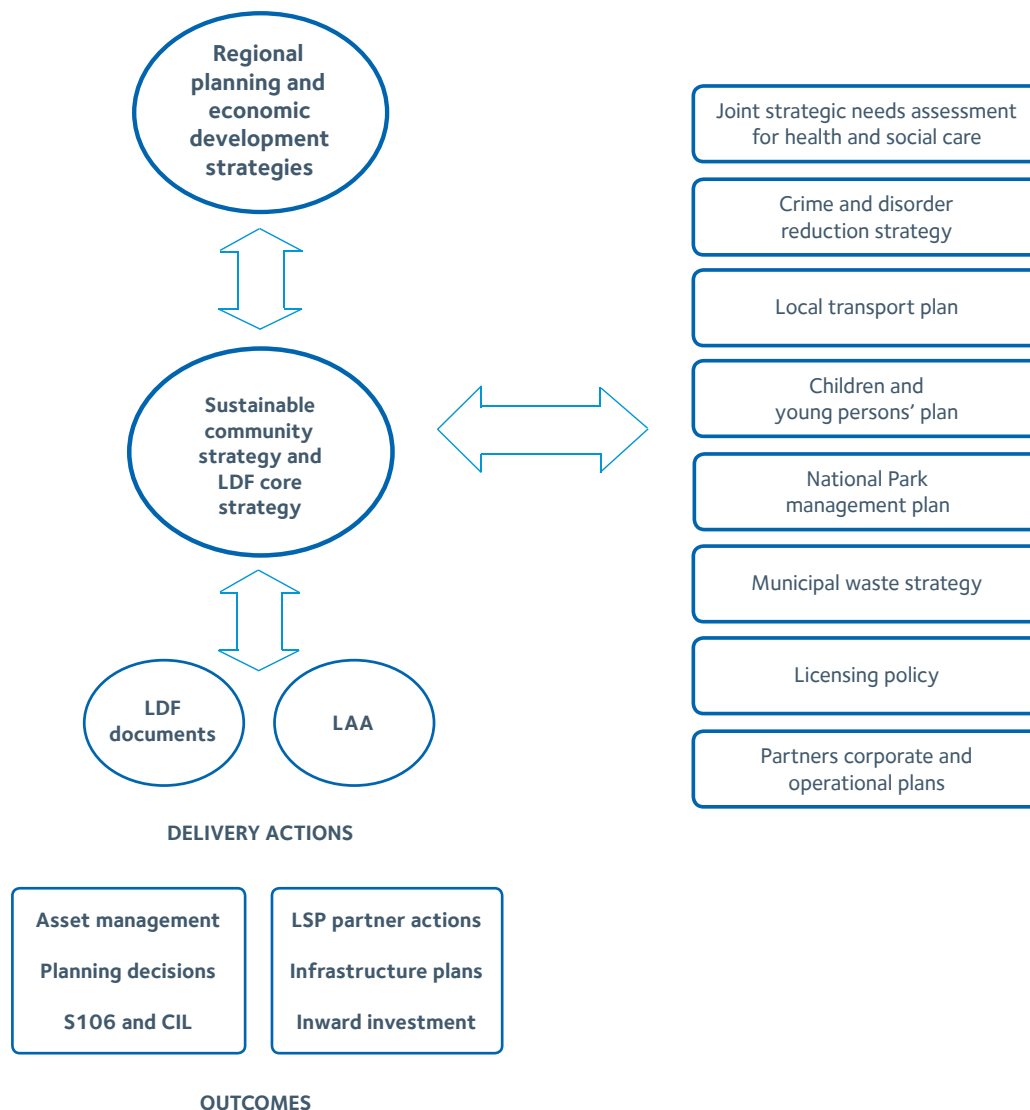 Regional
planning and
economic
development
strategies
Joint strategic needs assessment
for health and social care
Crime and disorder
reduction strategy
Local transport plan
Children and
young persons’ plan
National Park
management plan
Municipal waste strategy
Licensing policy
Partners corporate and
operational plans
Sustainable
community
strategy and
LDF core
strategy
LDF
documents
LAA
DELIVERY ACTIONS
Asset management
Planning decisions
S106 and CIL
LSP partner actions
Infrastructure plans
Inward investment
OUTCOMES